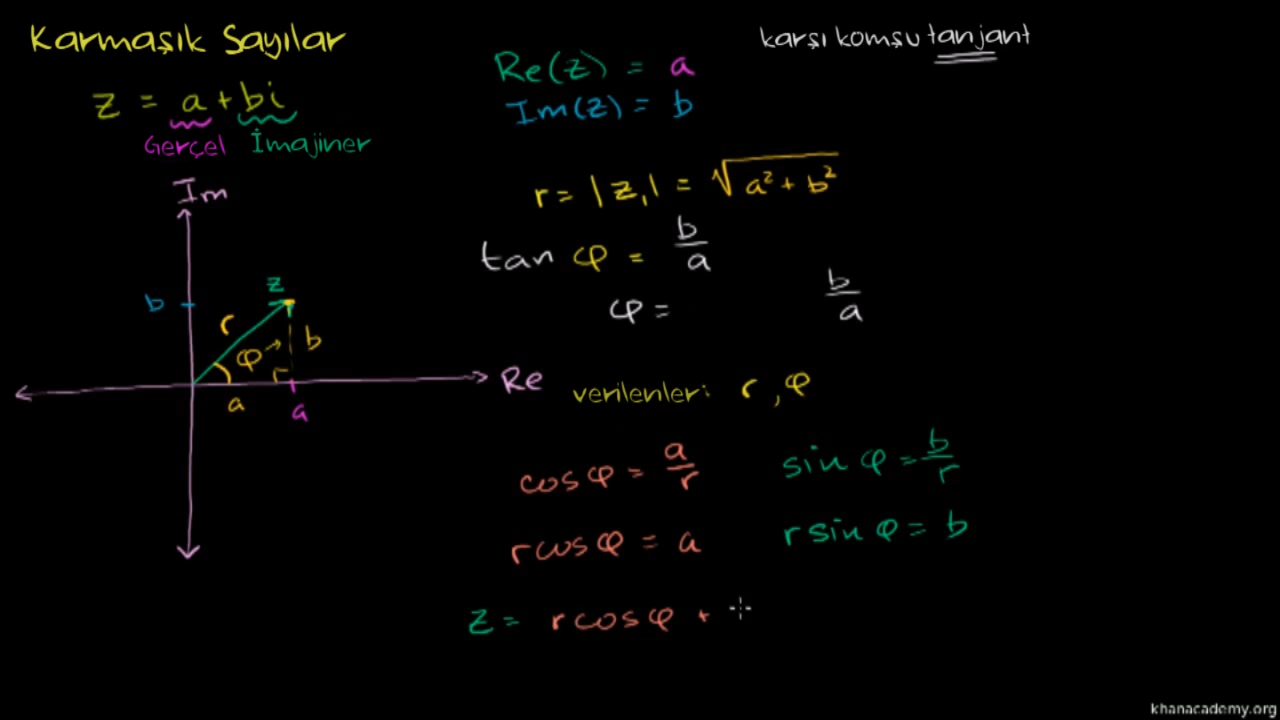 Karmaşık Sayılar
z = a + bi
Gerçel İmajiner
Im
b
z
r
φ
b
a
a
Re
karşı komşu tanjant
Re(z) = a
Im(z) = b
r = |z₁| = √a² + b²
tan φ = b/a
φ = b/a
verilenler: r, φ
cos φ = a/r
sin φ = b/r
r cos φ = a
r sin φ = b
z = r cos φ +
khanacademy.org